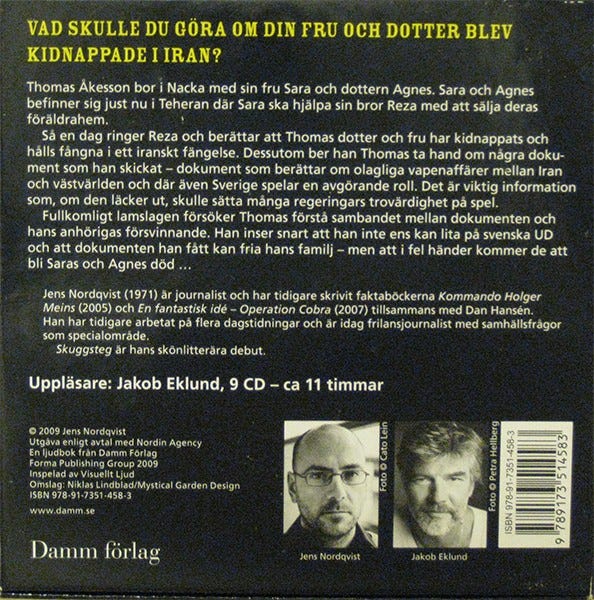 VAD SKULLE DU GÖRA OM DIN FRU OCH DOTTER BLEV
KIDNAPPADE I IRAN?
Thomas Åkesson bor i Nacka med sin fru Sara och dottern Agnes. Sara och Agnes
befinner sig just nu i Teheran där Sara ska hjälpa sin bror Reza med att sälja deras
föräldrahem.
Så en dag ringer Reza och berättar att Thomas dotter och fru har kidnappats och
hålls fångna i ett iranskt fängelse. Dessutom ber han Thomas ta hand om några doku-
ment som han skickat – dokument som berättar om olagliga vapenaffärer mellan Iran
och västvärlden och där även Sverige spelar en avgörande roll. Det är viktig information
som, om den läcker ut, skulle sätta många regeringars trovärdighet på spel.
Fullkomligt lamslagen försöker Thomas förstå sambandet mellan dokumenten och
hans anhörigas försvinnande. Han inser snart att han inte ens kan lita på svenska UD
och att dokumenten han fått kan fria hans familj – men att i fel händer kommer de att
bli Saras och Agnes död ...
Jens Nordqvist (1971) är journalist och har tidigare skrivit faktaböckerna Kommando Holger
Meins (2005) och En fantastisk idé – Operation Cobra (2007) tillsammans med Dan Hansén.
Han har tidigare arbetat på flera dagstidningar och är idag frilansjournalist med samhällsfrågor
som specialområde.
Skuggsteg är hans skönlitterära debut.
Uppläsare: Jakob Eklund, 9 CD – ca 11 timmar
© 2009 Jens Nordqvist
Utgåva enligt avtal med Nordin Agency
En ljudbok från Damm Förlag
Forma Publishing Group 2009
Inspelad av Visuellt Ljud
Omslag: Niklas Lindblad/Mystical Garden Design
ISBN 978-91-7351-458-3
www.damm.se
Damm förlag
Foto © Cato Lein
Jens Nordqvist
Foto © Petra Hellberg
Jakob Eklund
ISBN 978-91-7351-458-3
9 789173 514583